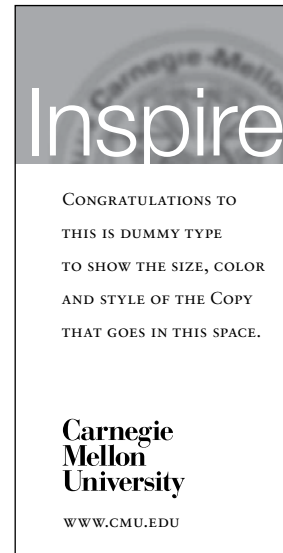 Carnegie-Mellon
Inspire
Congratulations to
this is dummy type
to show the size, color
and style of the Copy
that goes in this space.
Carnegie
Mellon
University
www.cmu.edu